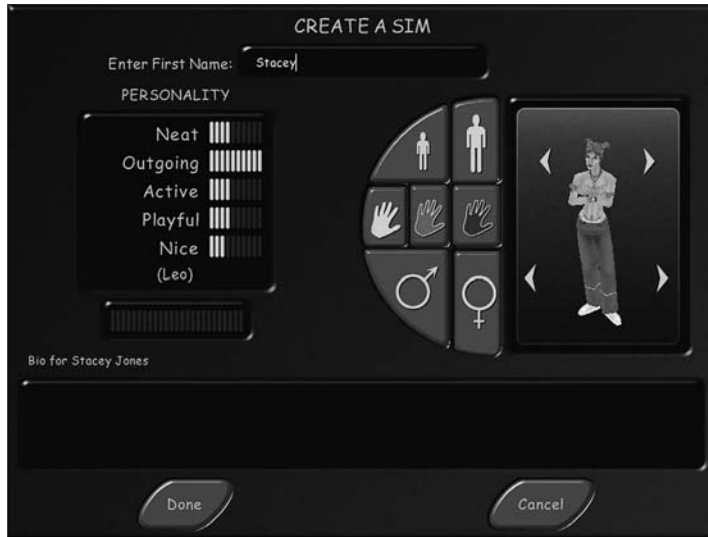 CREATE A SIM
Enter First Name: Stacey
PERSONALITY
Neat
Outgoing
Active
Playful
Nice
(Leo)
Bio for Stacey Jones
Done
Cancel